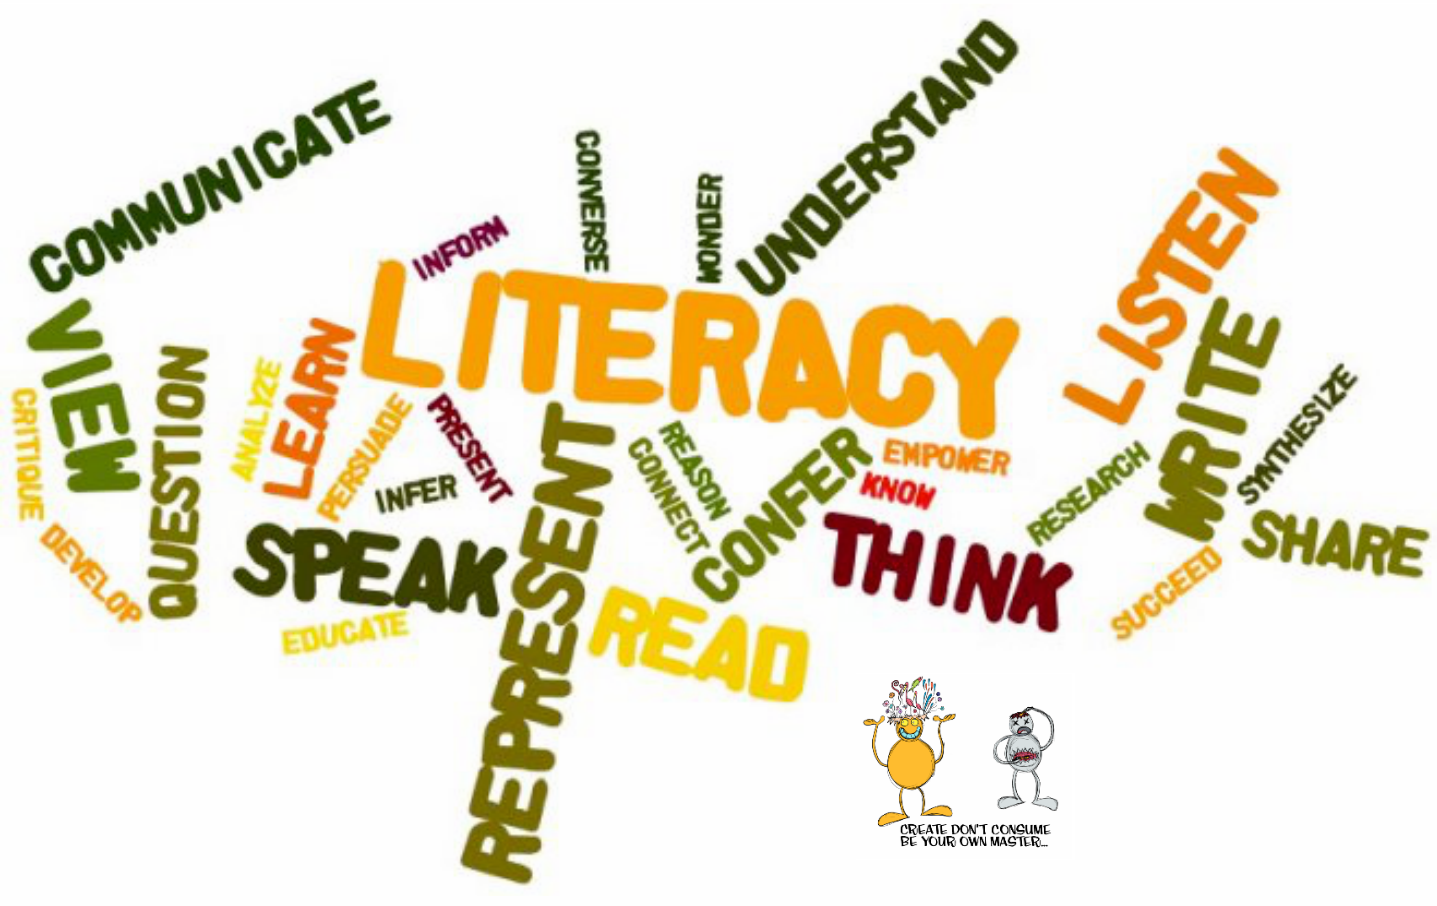 COMMUNICATE
UNDERSTAND
CONVERSE
WONDER
LISTEN
INFORM
LITERACY
VIEW
QUESTION
CRITIQUE
ANALYZE
LEARN
PERSUADE
PRESENT
INFER
REPRESENT
REASON
CONNECT
CONFER
EMPOWER
KNOW
WRITE
SYNTHESIZE
RESEARCH
DEVELOP
SPEAK
THINK
SHARE
SUCCEED
EDUCATE
READ
CREATE DON'T CONSUME
BE YOUR OWN MASTER...